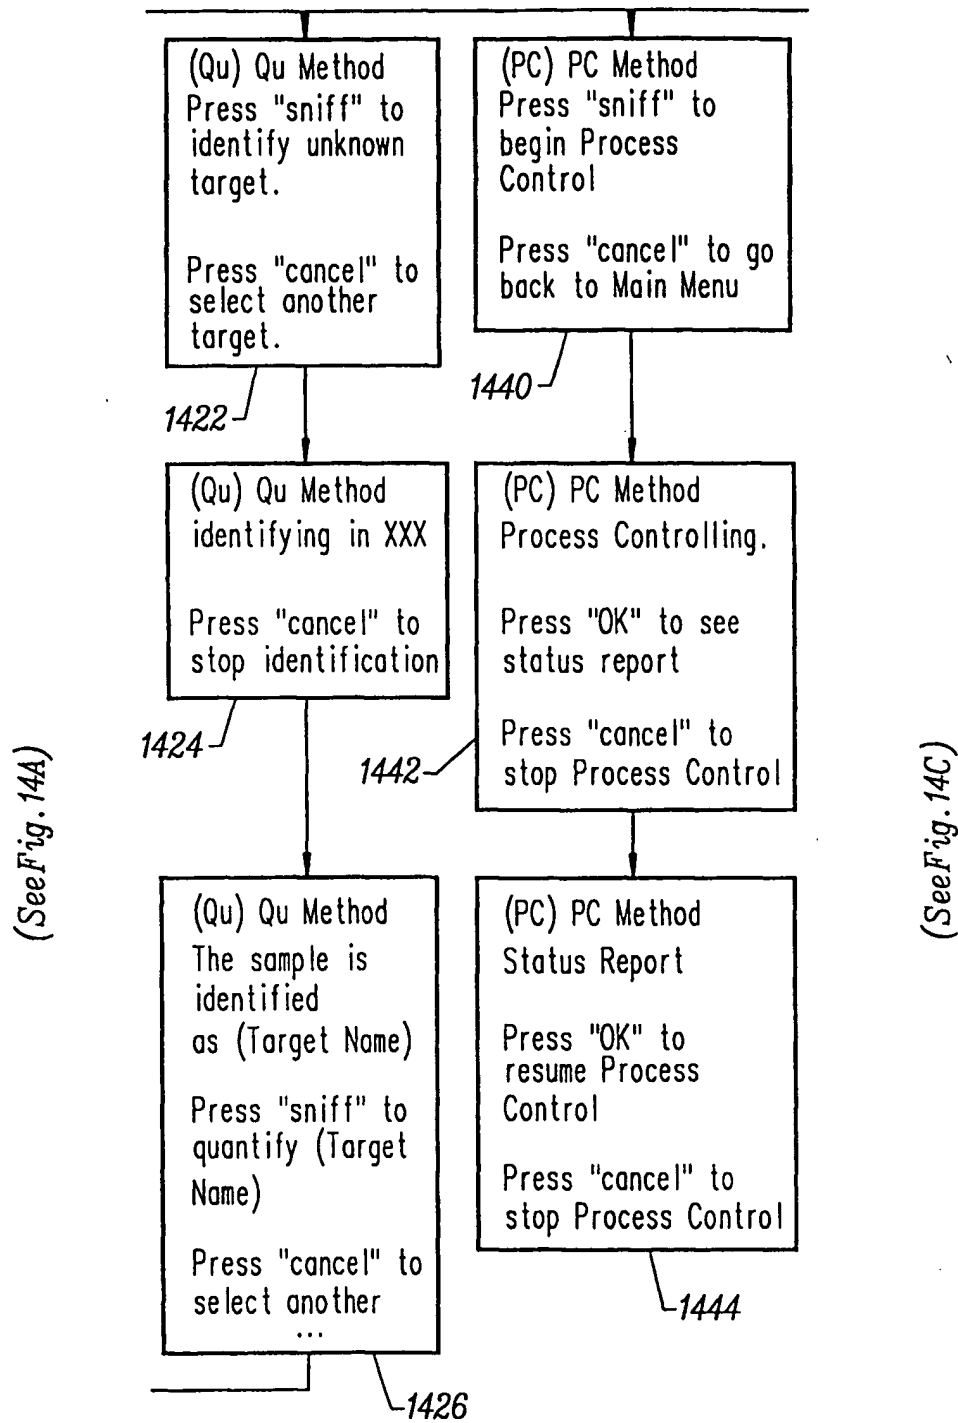 (Qu) Qu Method
Press "sniff" to
identify unknown
target.
Press "cancel" to
select another
target.
1422
(PC) PC Method
Press "sniff" to
begin Process
Control
Press "cancel" to go
back to Main Menu
1440
(Qu) Qu Method
identifying in XXX
Press "cancel" to
stop identification
1424
(PC) PC Method
Process Controlling.
Press "OK" to see
status report
Press "cancel" to
stop Process Control
1442
(Qu) Qu Method
The sample is
identified
as (Target Name)
Press "sniff" to
quantify (Target
Name)
Press "cancel" to
select another
...
1426
(PC) PC Method
Status Report
Press "OK" to
resume Process
Control
Press "cancel" to
stop Process Control
1444
(See Fig. 14A)
(See Fig. 14C)